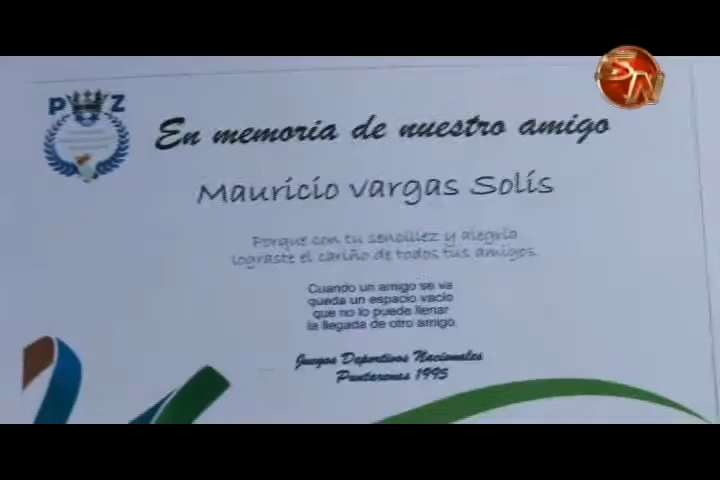 P Z
En memoria de nuestro amigo
Mauricio Vargas Solís
Porque con tu sencillez y alegría
lograste el cariño de todos tus amigos.
Cuando un amigo se va
queda un espacio vacío
que no lo puede llenar
la llegada de otro amigo
Juegos Deportivos Nacionales
Puntarenas 1995